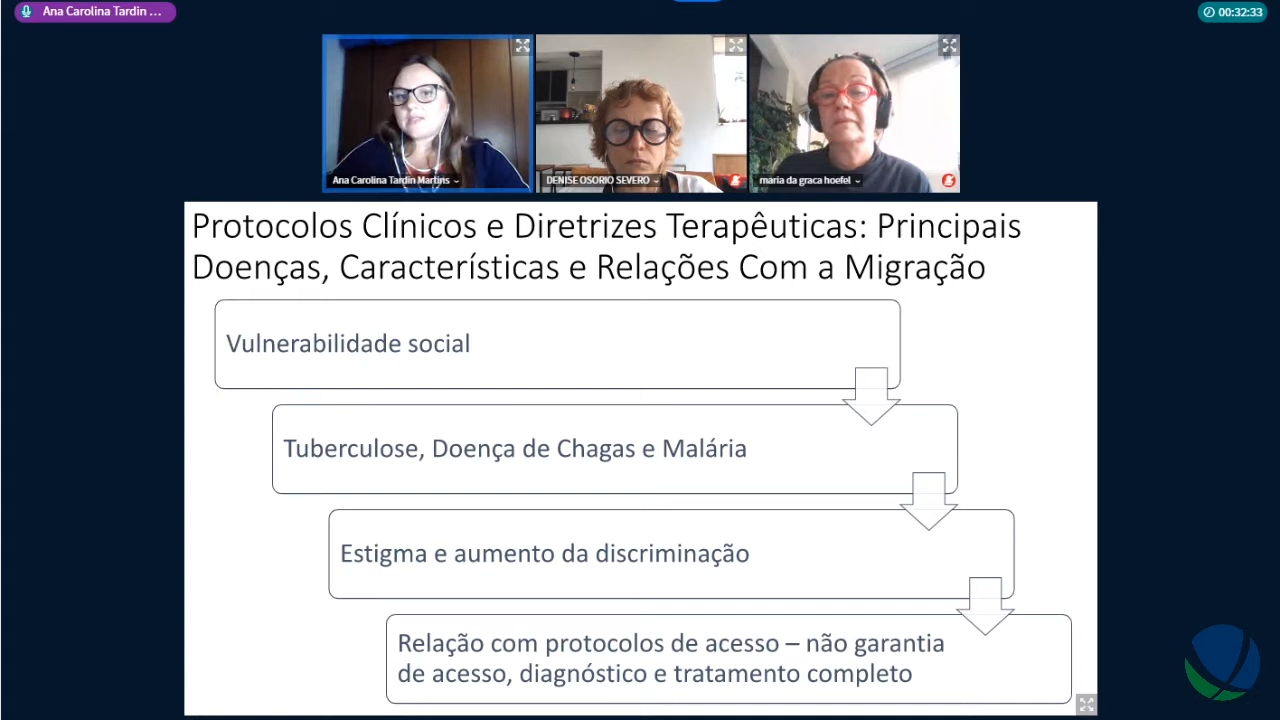 Ana Carolina Tardin ...
00:32:33
Ana Carolina Tardin Martins
DENISE OSORIO SEVERO
maria da graca hoefel
Protocolos Clínicos e Diretrizes Terapêuticas: Principais
Doenças, Características e Relações Com a Migração
Vulnerabilidade social
Tuberculose, Doença de Chagas e Malária
Estigma e aumento da discriminação
Relação com protocolos de acesso – não garantia
de acesso, diagnóstico e tratamento completo